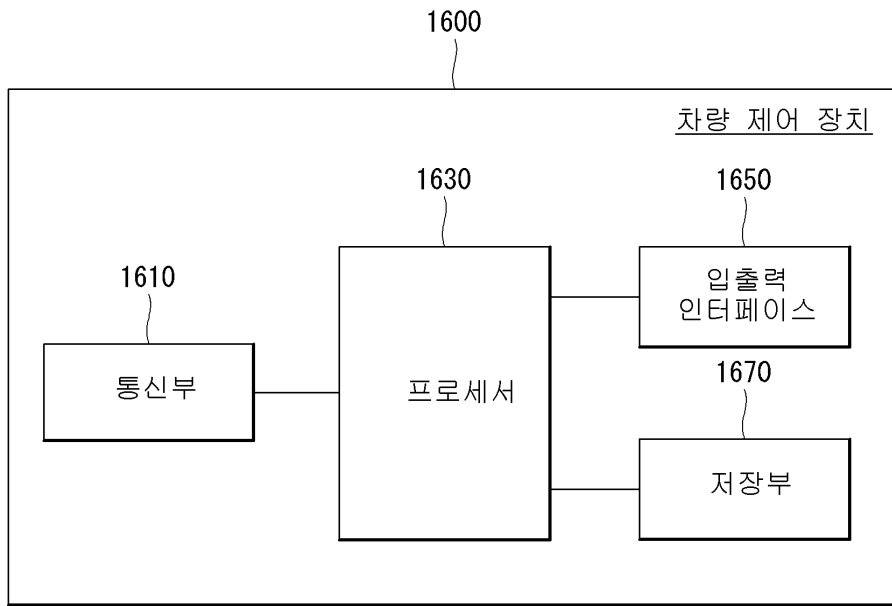 1600
차량 제어 장치
1630
1650
1610
입출력
인터페이스
통신부
프로세서
1670
저장부